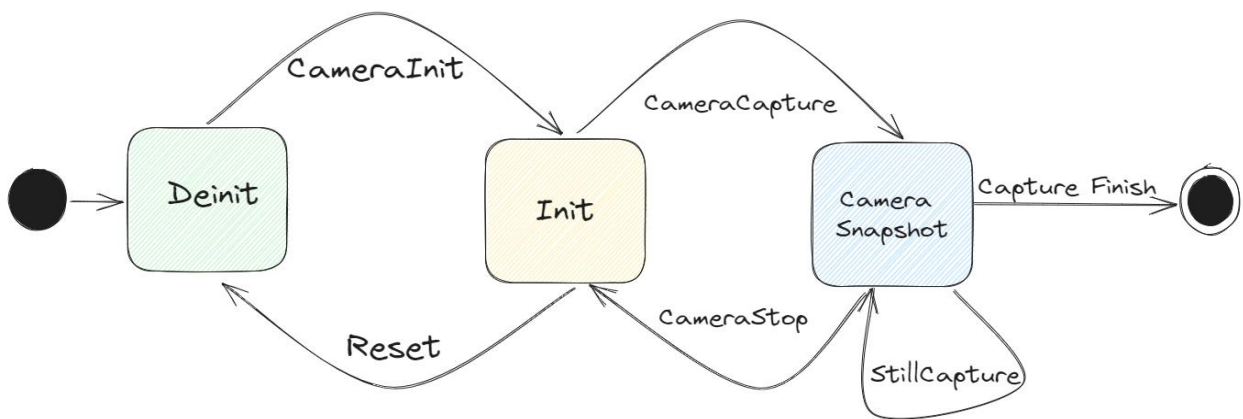 CameraInit
CameraCapture
Deinit
Init
Camera
Snapshot
Capture Finish
Reset
CameraStop
StillCapture